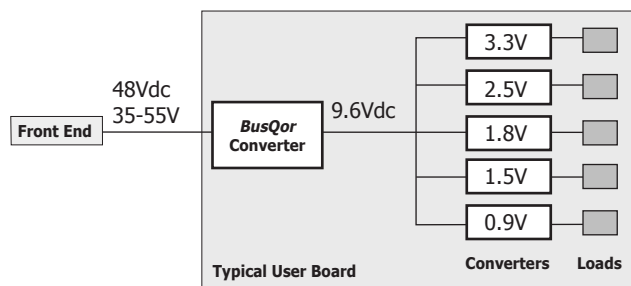 48Vdc
35-55V
Front End
BusQor
Converter
9.6Vdc
3.3V
2.5V
1.8V
1.5V
0.9V
Typical User Board
Converters
Loads